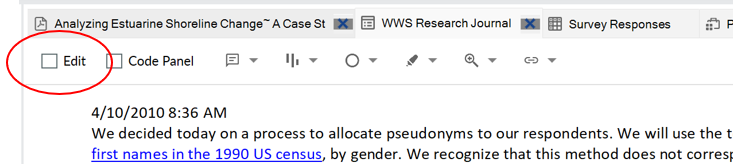 Analyzing Estuarine Shoreline Change~ A Case St
WWS Research Journal
Survey Responses
P
Edit
Code Panel
4/10/2010 8:36 AM
We decided today on a process to allocate pseudonyms to our respondents. We will use the t
first names in the 1990 US census, by gender. We recognize that this method does not corresp